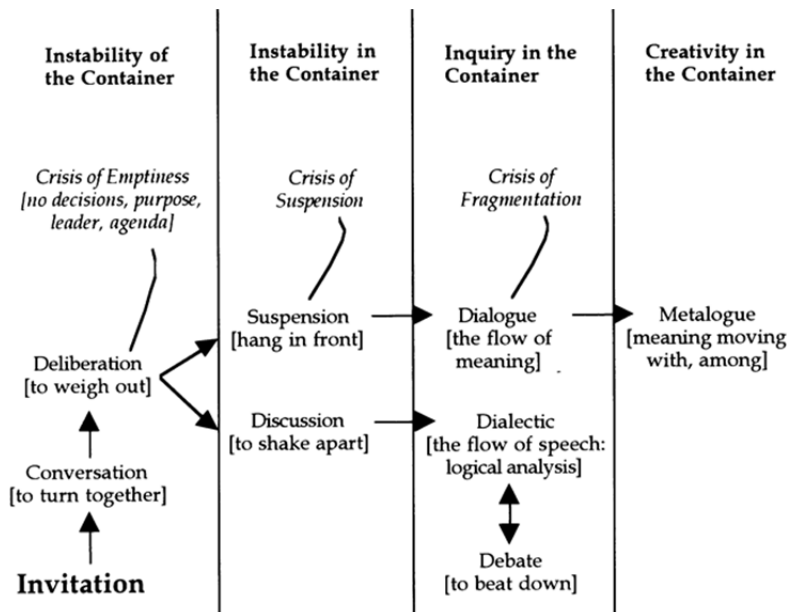 Instability of
the Container
Instability in
the Container
Inquiry in the
Container
Creativity in
the Container
Crisis of Emptiness
[no decisions, purpose,
leader, agenda]
Crisis of
Suspension
Crisis of
Fragmentation
Suspension
[hang in front]
Dialogue
[the flow of
meaning]
Metalogue
[meaning moving
with, among]
Deliberation
[to weigh out]
Discussion
[to shake apart]
Dialectic
[the flow of speech:
logical analysis]
Conversation
[to turn together]
Debate
[to beat down]
Invitation